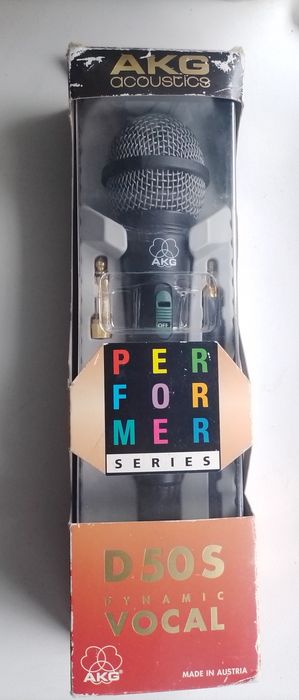 AKG
acoustics
AKG
OFF
PER
FOR
MER
SERIES
D50S
DYNAMIC
VOCAL
AKG
MADE IN AUSTRIA